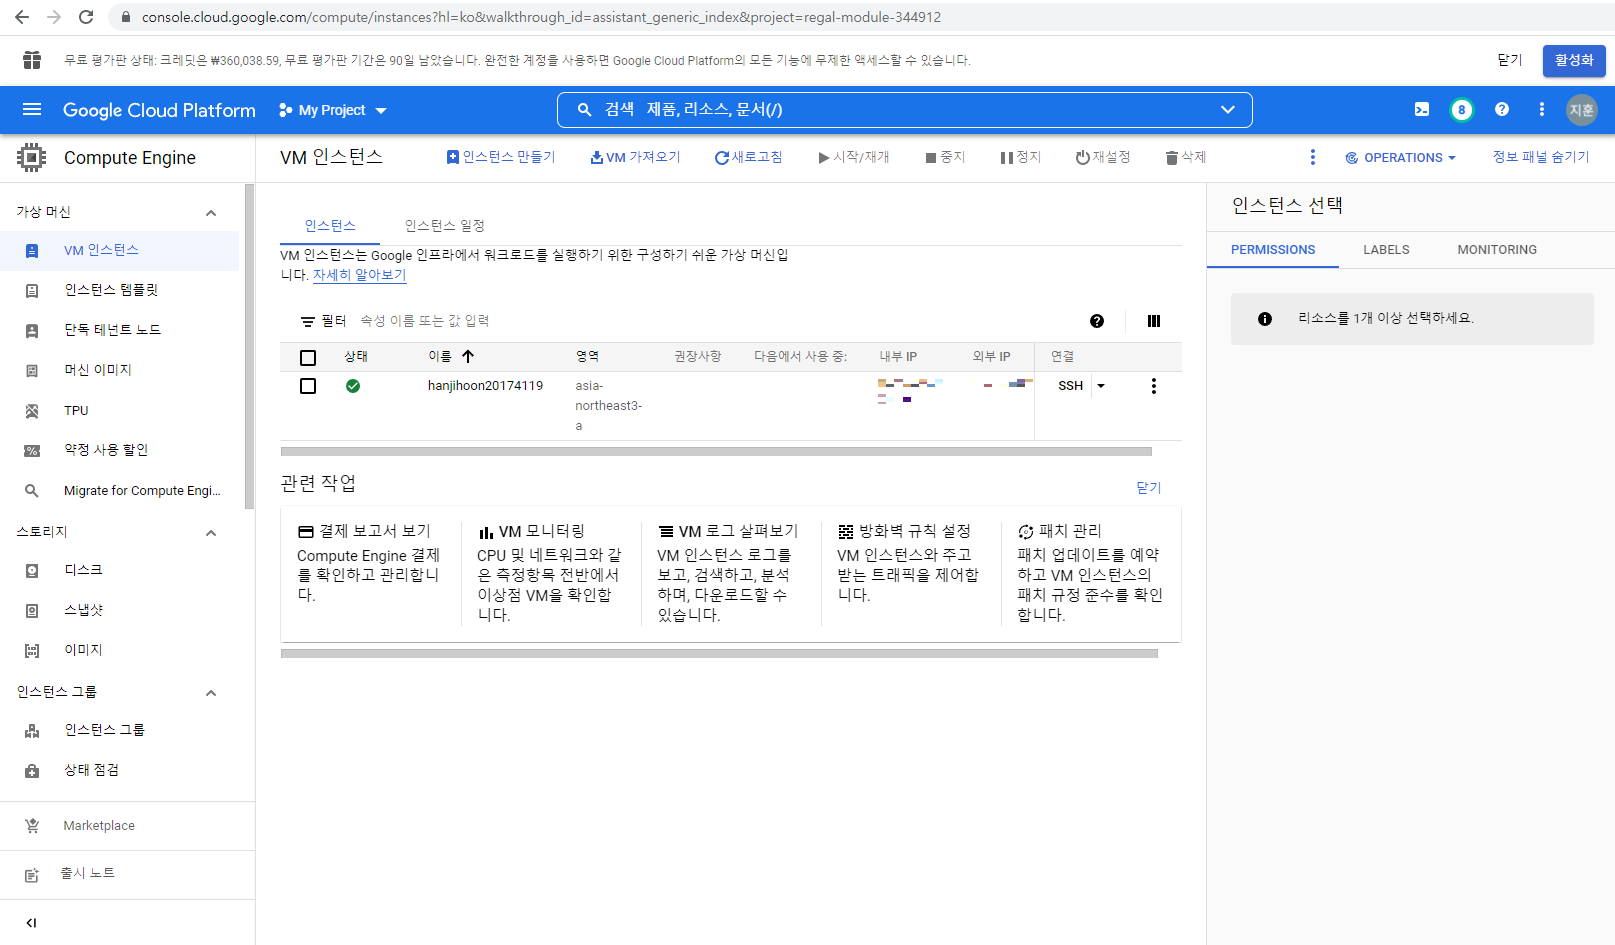 console.cloud.google.com/compute/instances?hl=ko&walkthrough_id=assistant_generic_index&project=regal-module-344912
무료 평가판 상태: 크레딧은 ₩360,038.59, 무료 평가판 기간은 90일 남았습니다. 완전한 계정을 사용하면 Google Cloud Platform의 모든 기능에 무제한 액세스할 수 있습니다.
닫기
활성화
Google Cloud Platform
My Project
검색 제품, 리소스, 문서(/)
8
지훈
Compute Engine
VM 인스턴스
인스턴스 만들기
VM 가져오기
새로고침
시작/재개
중지
정지
재설정
삭제
OPERATIONS
정보 패널 숨기기
가상 머신
VM 인스턴스
인스턴스 템플릿
단독 테넌트 노드
머신 이미지
TPU
약정 사용 할인
Migrate for Compute Engi...
스토리지
디스크
스냅샷
이미지
인스턴스 그룹
인스턴스 그룹
상태 점검
Marketplace
출시 노트
인스턴스
인스턴스 일정
VM 인스턴스는 Google 인프라에서 워크로드를 실행하기 위한 구성하기 쉬운 가상 머신입
니다. 자세히 알아보기
필터 속성 이름 또는 값 입력
상태
이름
영역
권장사항
다음에서 사용 중:
내부 IP
외부 IP
연결
hanjihoon20174119
asia-
northeast3-
a
SSH
관련 작업
닫기
결제 보고서 보기
Compute Engine 결제
를 확인하고 관리합니
다.
VM 모니터링
CPU 및 네트워크와 같
은 측정항목 전반에서
이상점 VM을 확인합
니다.
VM 로그 살펴보기
VM 인스턴스 로그를
보고, 검색하고, 분석
하며, 다운로드할 수
있습니다.
방화벽 규칙 설정
VM 인스턴스와 주고
받는 트래픽을 제어합
니다.
패치 관리
패치 업데이트를 예약
하고 VM 인스턴스의
패치 규정 준수를 확인
합니다.
인스턴스 선택
PERMISSIONS
LABELS
MONITORING
리소스를 1개 이상 선택하세요.